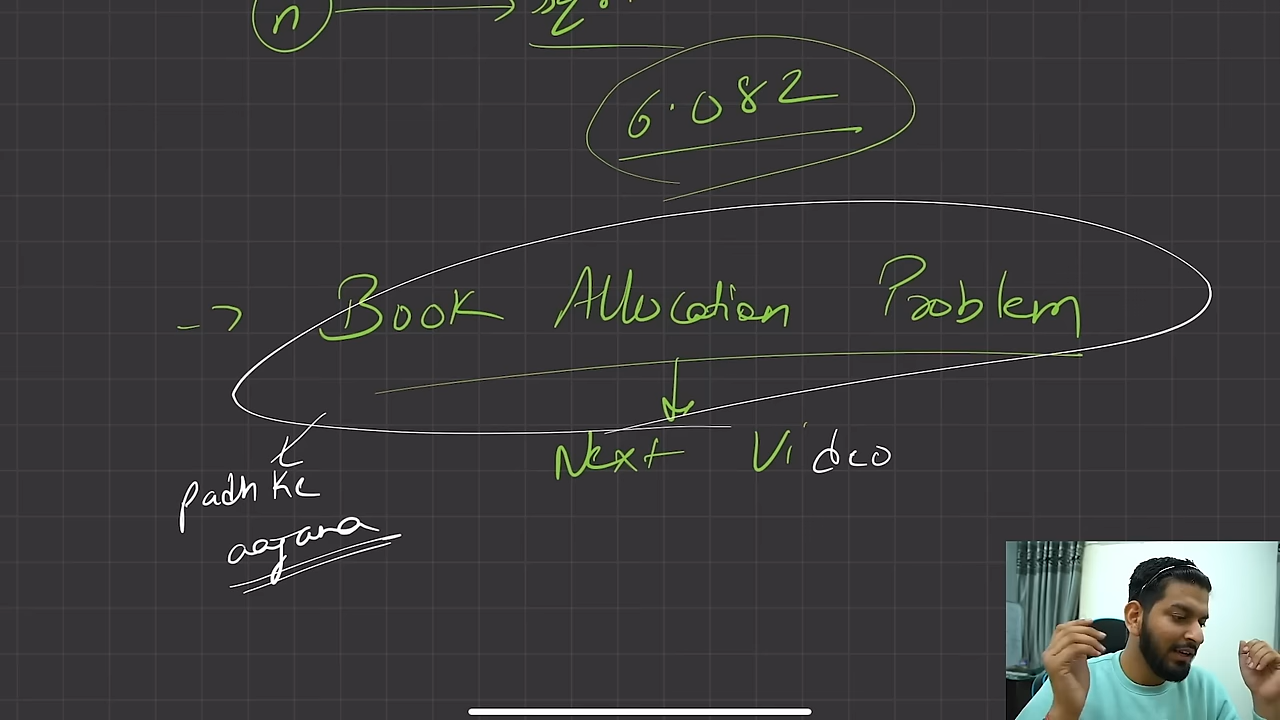 n
6.082
-> Book Allocation Problem
Next Video
padh ke
aajana